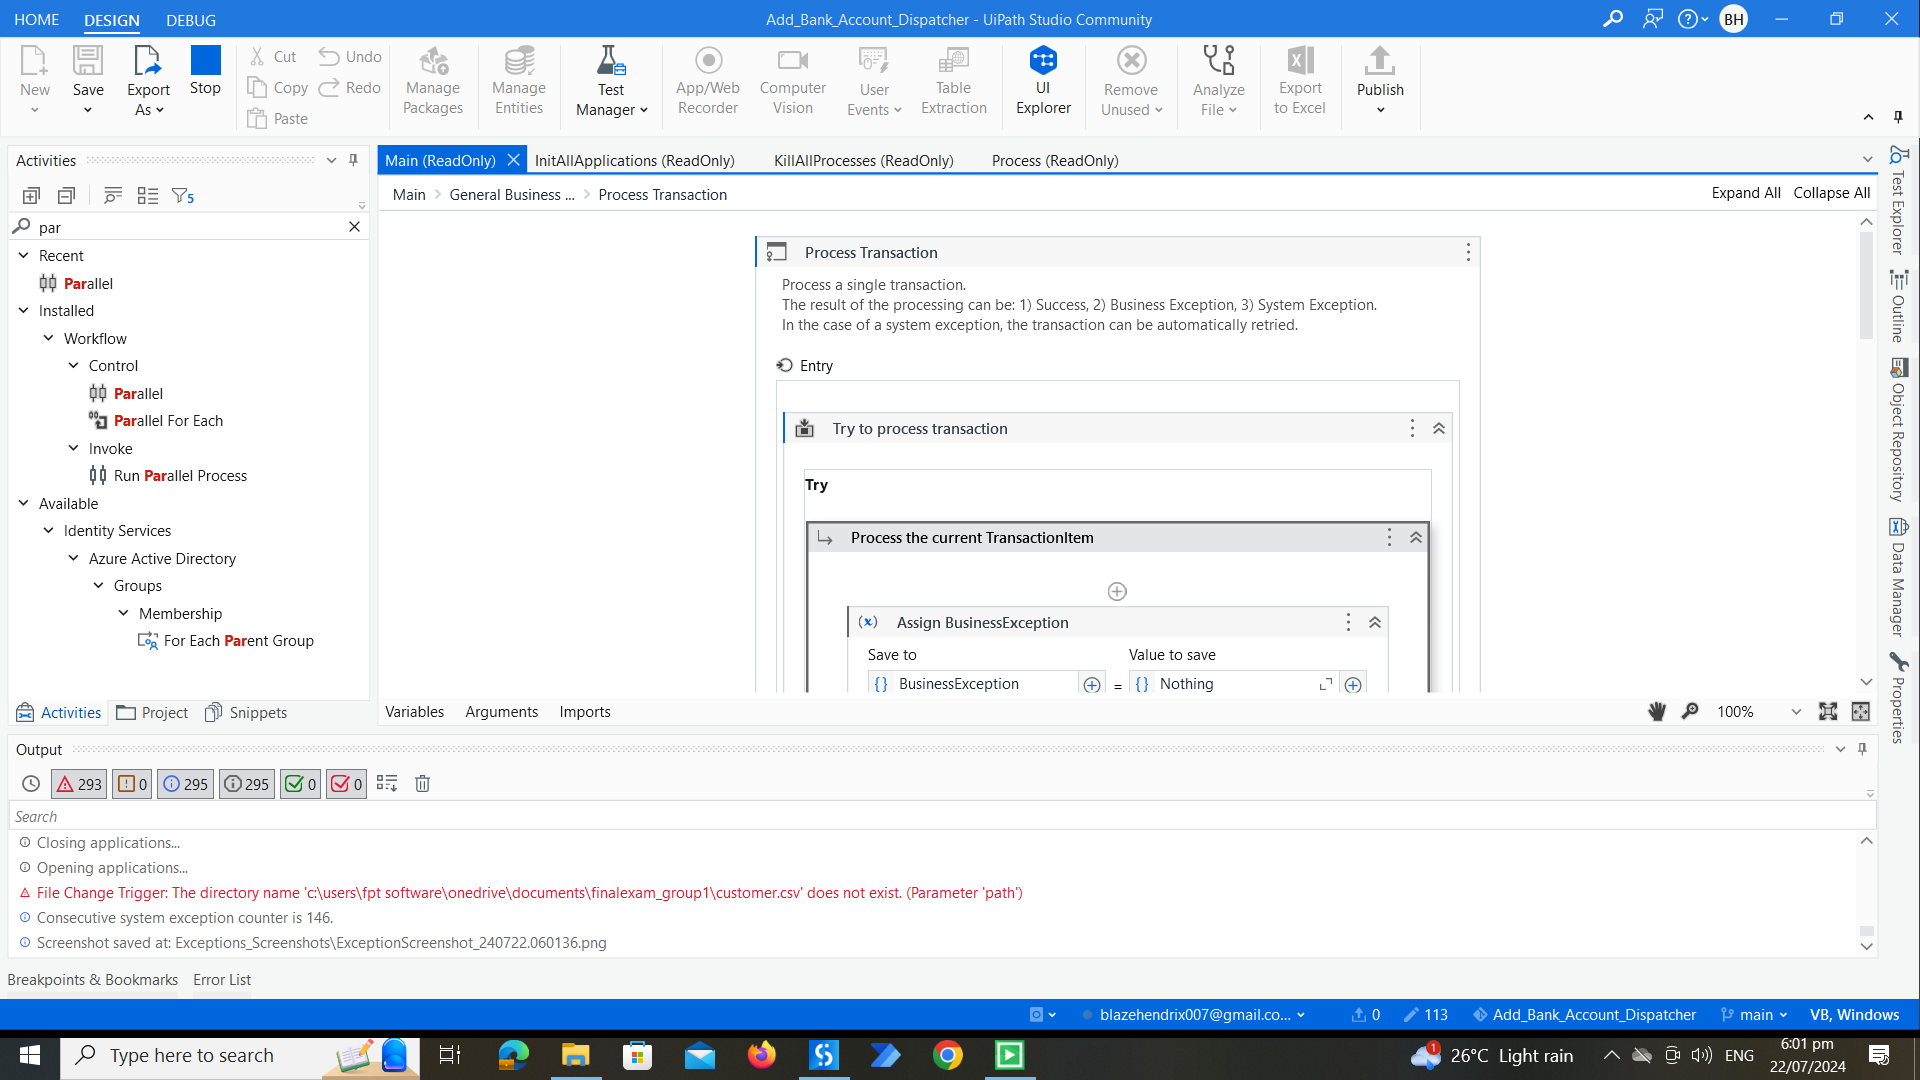 HOME DESIGN DEBUG
Add_Bank_Account_Dispatcher - UiPath Studio Community
BH
New
Save
Export As
Stop
Cut
Copy
Paste
Undo
Redo
Manage Packages
Manage Entities
Test Manager
App/Web Recorder
Computer Vision
User Events
Table Extraction
UI Explorer
Remove Unused
Analyze File
Export to Excel
Publish
Activities
5
par
Recent
Parallel
Installed
Workflow
Control
Parallel
Parallel For Each
Invoke
Run Parallel Process
Available
Identity Services
Azure Active Directory
Groups
Membership
For Each Parent Group
Activities Project Snippets
Main (ReadOnly) InitAllApplications (ReadOnly) KillAllProcesses (ReadOnly) Process (ReadOnly)
Main General Business ... Process Transaction
Expand All Collapse All
Process Transaction
Process a single transaction.
The result of the processing can be: 1) Success, 2) Business Exception, 3) System Exception.
In the case of a system exception, the transaction can be automatically retried.
Entry
Try to process transaction
Try
Process the current TransactionItem
(x) Assign BusinessException
Save to Value to save
{} BusinessException = {} Nothing
Variables Arguments Imports
100%
Test Explorer
Outline
Object Repository
Data Manager
Properties
Output
293 0 295 295 0 0
Search
Closing applications...
Opening applications...
File Change Trigger: The directory name 'c:\users\fpt software\onedrive\documents\finalexam_group1\customer.csv' does not exist. (Parameter 'path')
Consecutive system exception counter is 146.
Screenshot saved at: Exceptions_Screenshots\ExceptionScreenshot_240722.060136.png
Breakpoints & Bookmarks Error List
blazehendrix007@gmail.co... 0 113 Add_Bank_Account_Dispatcher main VB, Windows
Type here to search
1
26°C Light rain
ENG
6:01 pm
22/07/2024